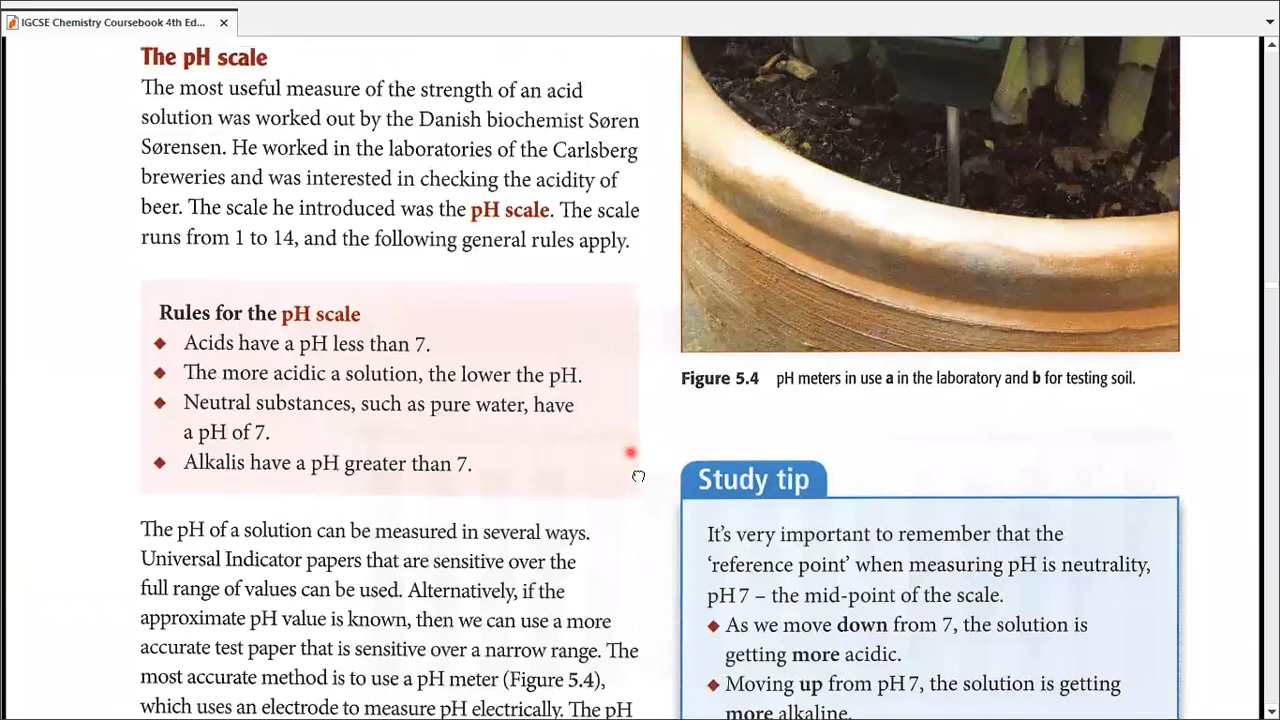 IGCSE Chemistry Coursebook 4th Ed...
The pH scale
The most useful measure of the strength of an acid
solution was worked out by the Danish biochemist Søren
Sørensen. He worked in the laboratories of the Carlsberg
breweries and was interested in checking the acidity of
beer. The scale he introduced was the pH scale. The scale
runs from 1 to 14, and the following general rules apply.
Rules for the pH scale
◆ Acids have a pH less than 7.
◆ The more acidic a solution, the lower the pH.
◆ Neutral substances, such as pure water, have
a pH of 7.
◆ Alkalis have a pH greater than 7.
The pH of a solution can be measured in several ways.
Universal Indicator papers that are sensitive over the
full range of values can be used. Alternatively, if the
approximate pH value is known, then we can use a more
accurate test paper that is sensitive over a narrow range. The
most accurate method is to use a pH meter (Figure 5.4),
which uses an electrode to measure pH electrically. The pH
Figure 5.4 pH meters in use a in the laboratory and b for testing soil.
Study tip
It's very important to remember that the
'reference point' when measuring pH is neutrality,
pH 7 – the mid-point of the scale.
◆ As we move down from 7, the solution is
getting more acidic.
◆ Moving up from pH 7, the solution is getting
more alkaline.